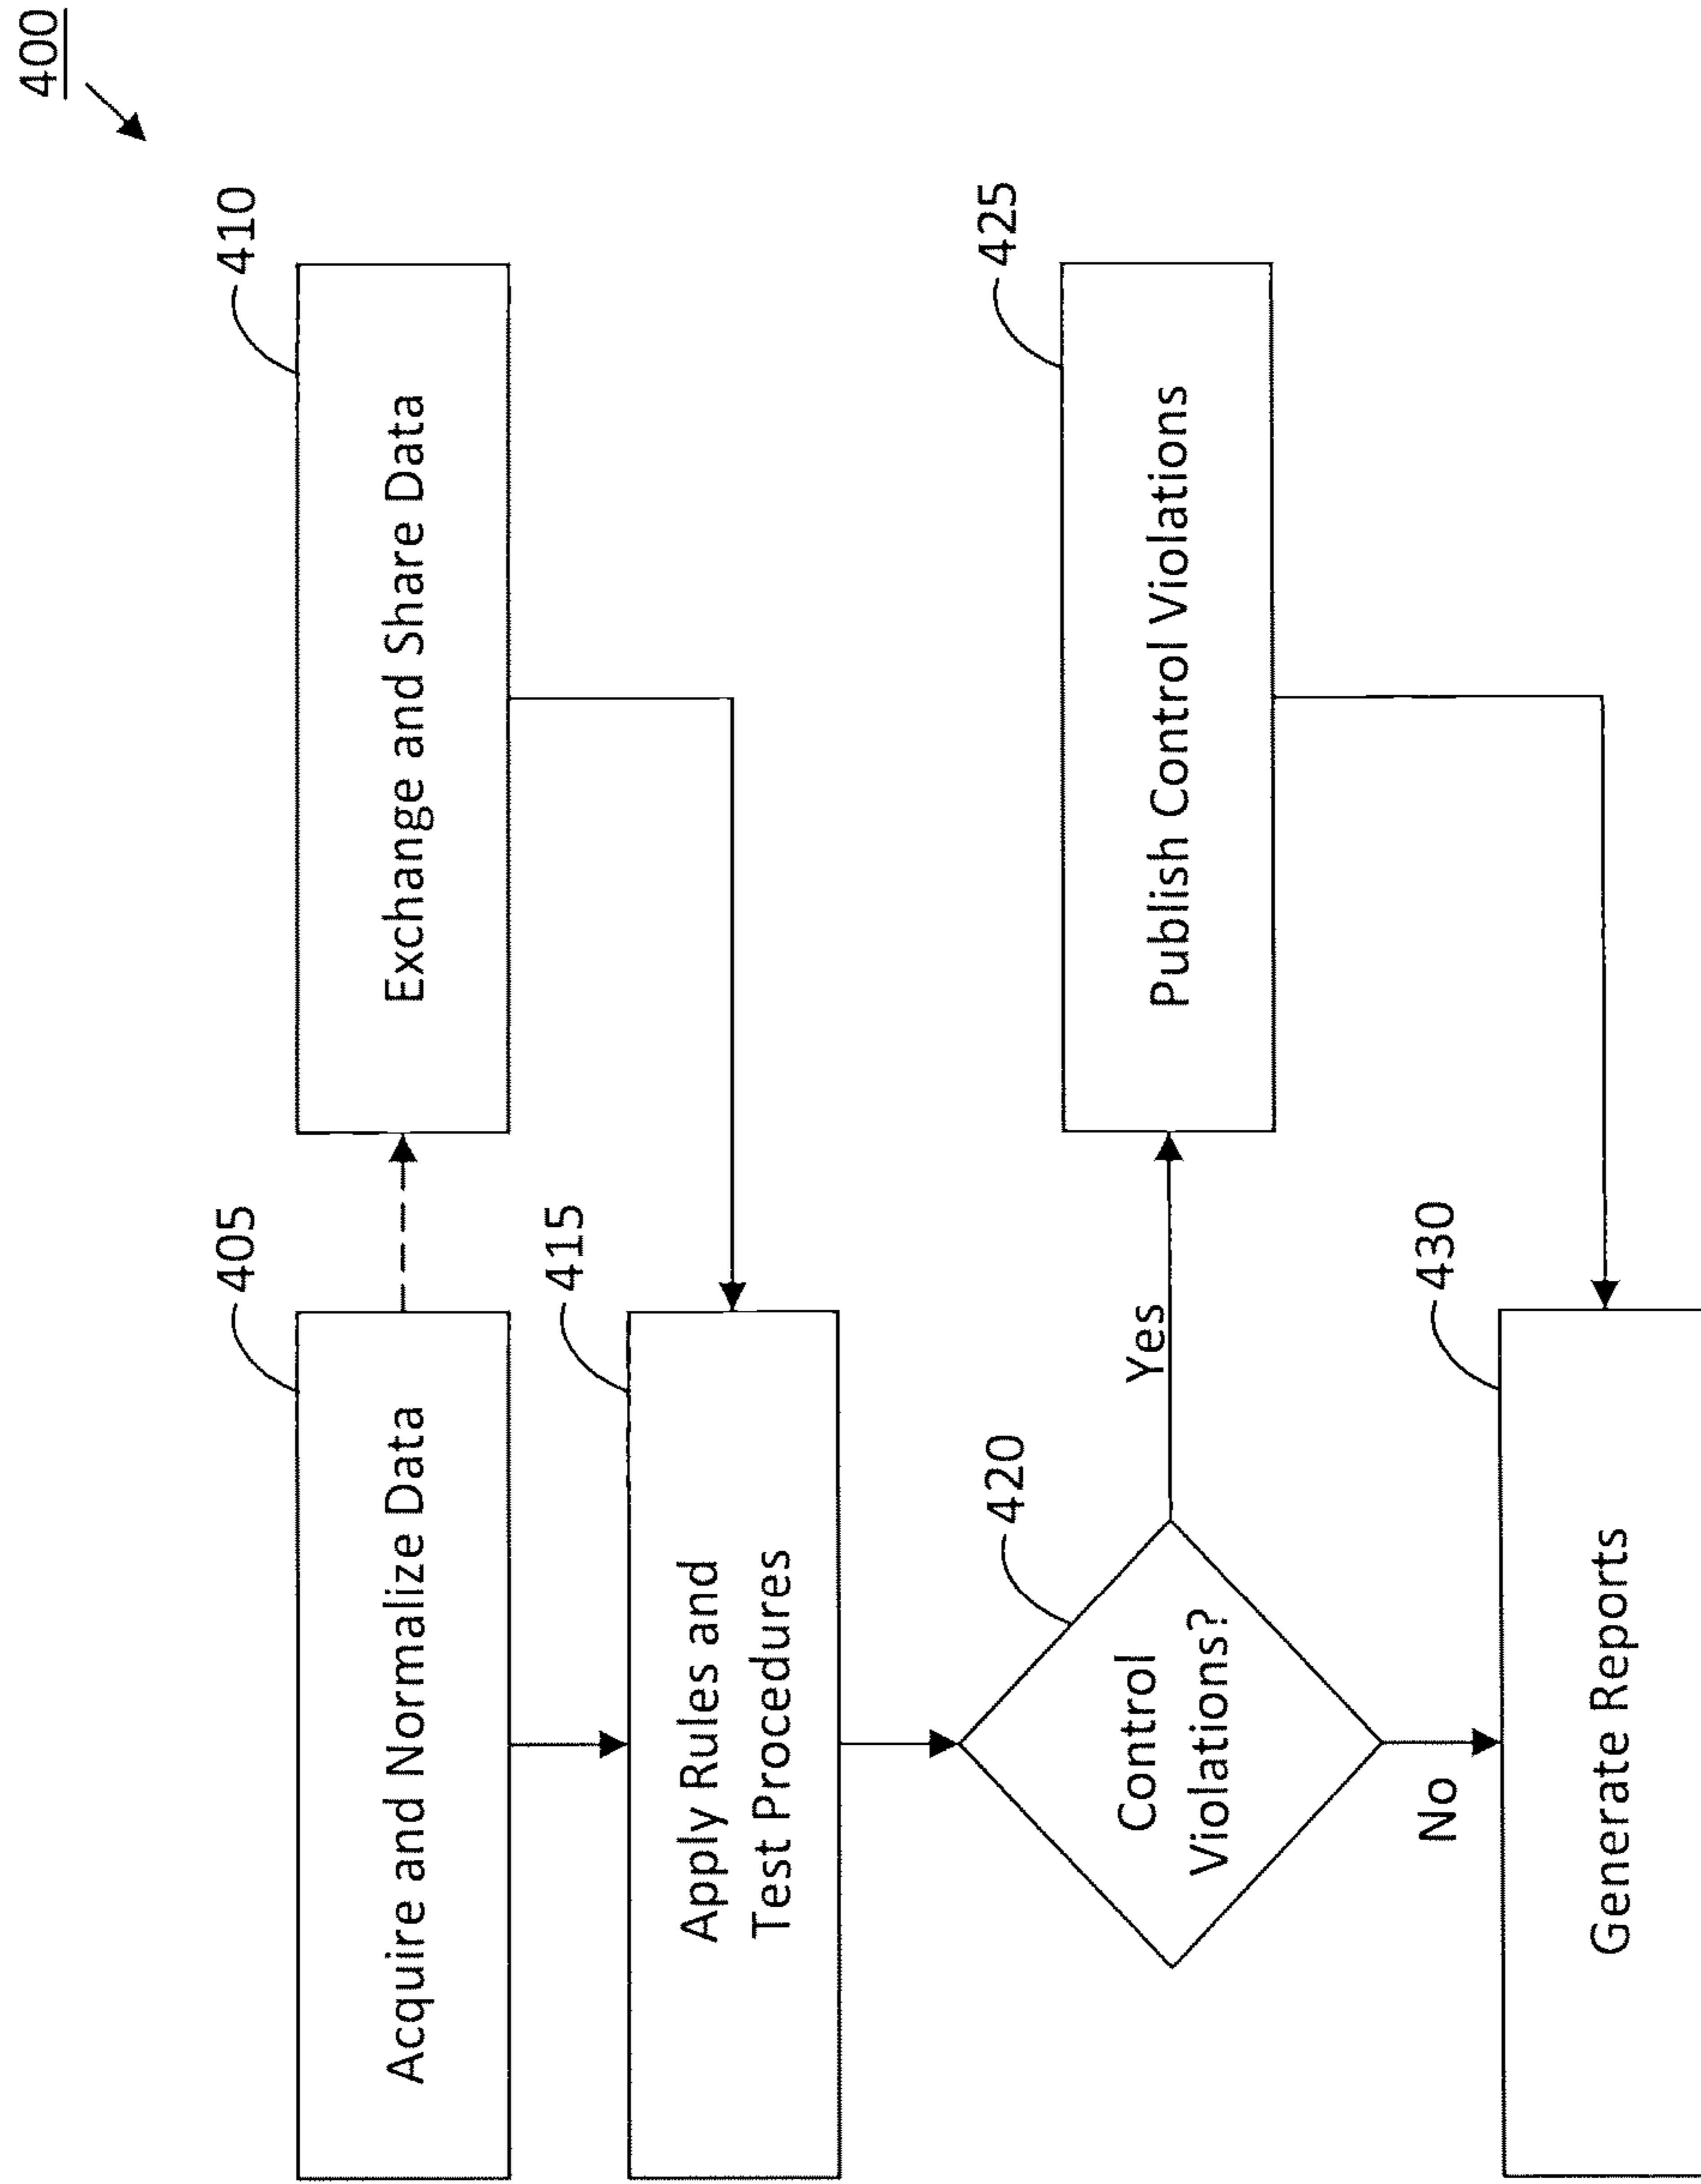 400
405
Acquire and Normalize Data
410
Exchange and Share Data
415
Apply Rules and
Test Procedures
420
Control
Violations?
Yes
425
Publish Control Violations
No
430
Generate Reports